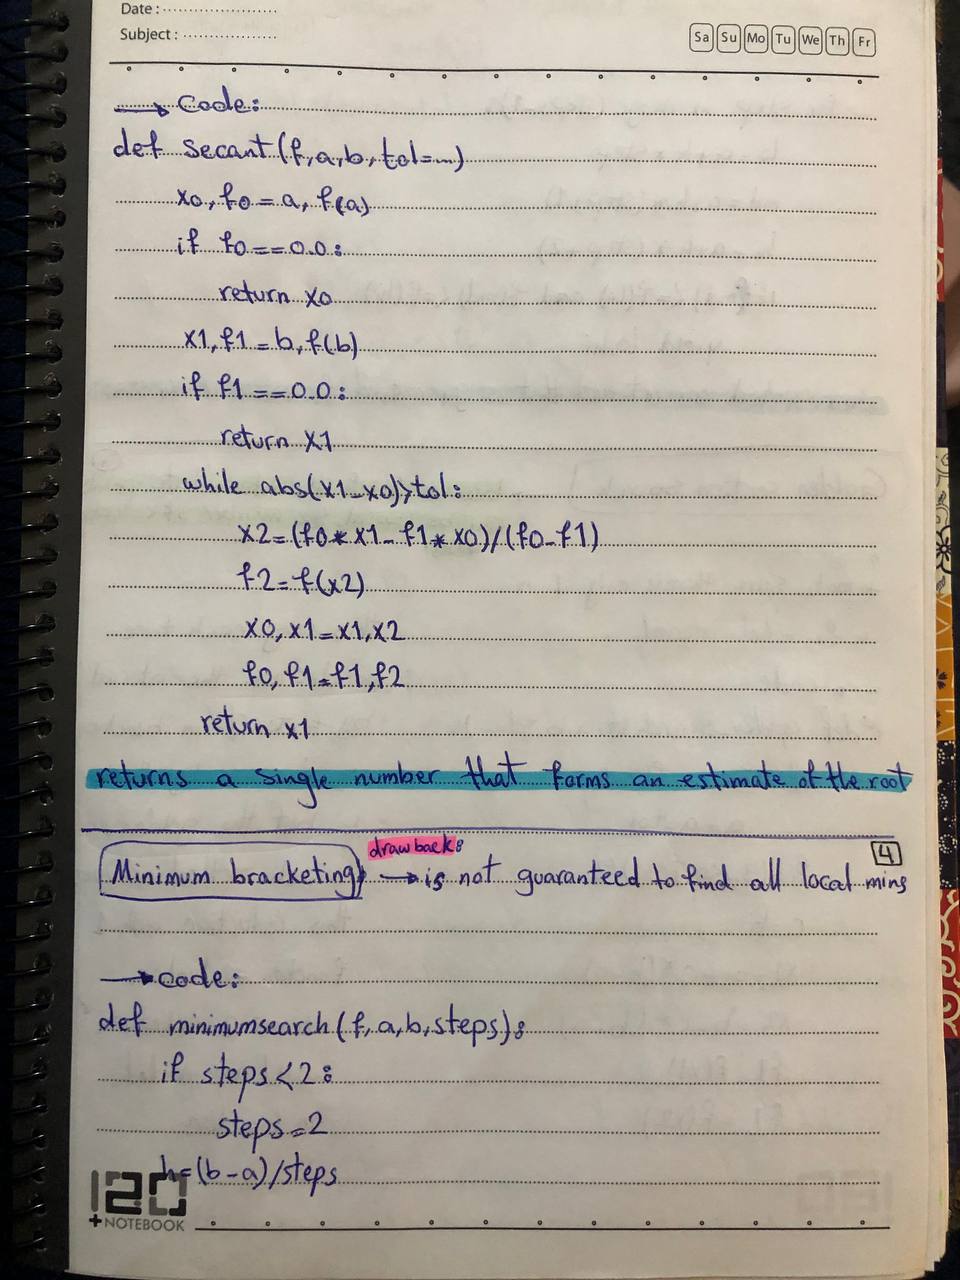 Date :
Subject :
Sa Su Mo Tu We Th Fr
→ Code:
def secant(f,a,b,tol=...)
x0,f0=a,f(a)
if f0==0.0:
return x0
x1,f1=b,f(b)
if f1==0.0:
return x1
while abs(x1-x0)>tol:
x2=(f0*x1-f1*x0)/(f0-f1)
f2=f(x2)
x0,x1=x1,x2
f0,f1=f1,f2
return x1
returns a single number that forms an estimate of the root
4
drawback:
Minimum bracketing → is not guaranteed to find all local mins
→ code:
def minimumsearch(f,a,b,steps):
if steps<2:
steps=2
h=(b-a)/steps
120
+NOTEBOOK